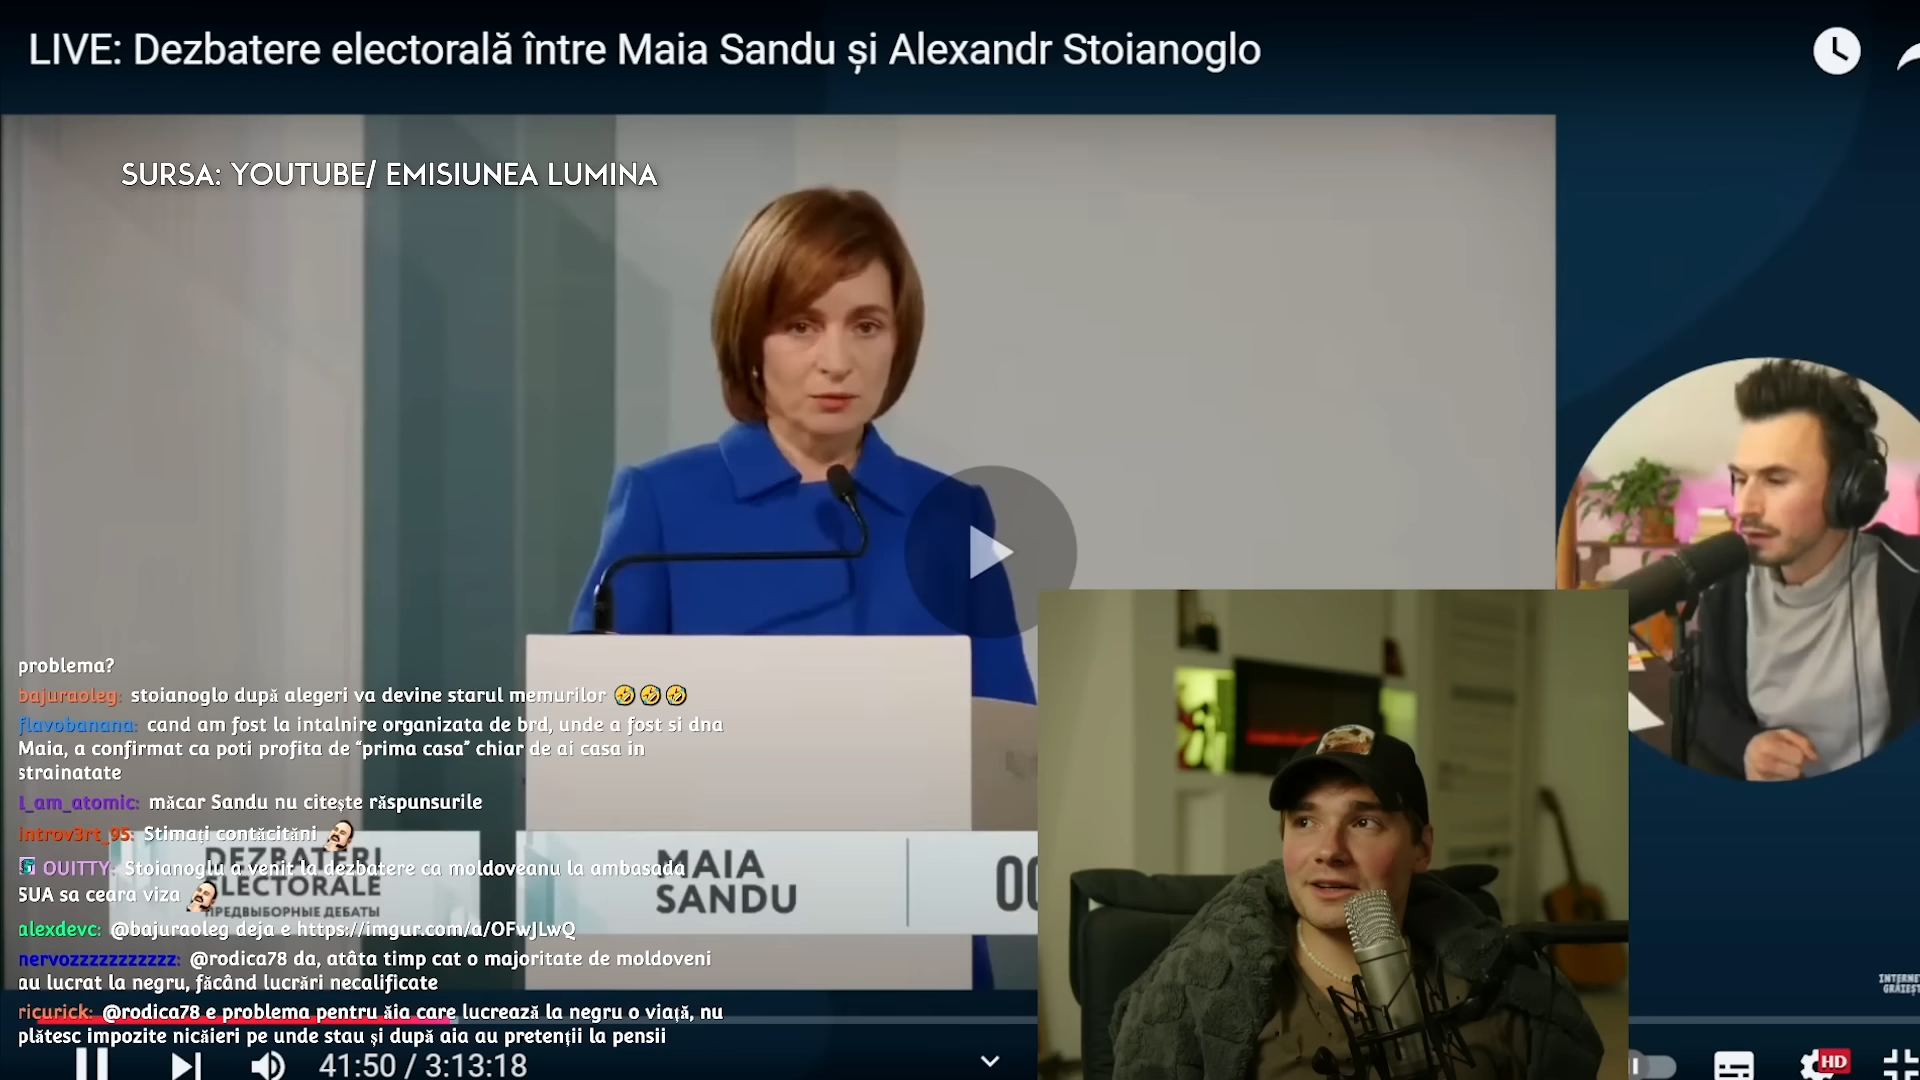 LIVE: Dezbatere electorală între Maia Sandu și Alexandr Stoianoglo
SURSA: YOUTUBE/ EMISIUNEA LUMINA
problema?
bajuraoleg: stoianoglo după alegeri va devine starul memurilor 🤣🤣🤣
flavobanana: cand am fost la intalnire organizata de brd, unde a fost si dna
Maia, a confirmat ca poti profita de “prima casa” chiar de ai casa in
strainatate
I_am_atomic: măcar Sandu nu citește răspunsurile
introv3rt_95: Stimați contăcităni
OUITTY: Stoianoglu a venit la dezbatere ca moldoveanu la ambasada
SUA sa ceara viza
alexdevc: @bajuraoleg deja e https://imgur.com/a/OFwJLwQ
nervozzzzzzzzzzz: @rodica78 da, atâta timp cat o majoritate de moldoveni
au lucrat la negru, făcând lucrări necalificate
ricurick: @rodica78 e problema pentru ăia care lucrează la negru o viață, nu
plătesc impozite nicăieri pe unde stau și după aia au pretenții la pensii
DEZBATERI
ELECTORALE
ПРЕДВЫБОРНЫЕ ДЕБАТЫ
MAIA
SANDU
00
INTERNET
GRĂIEȘT
41:50 / 3:13:18
HD